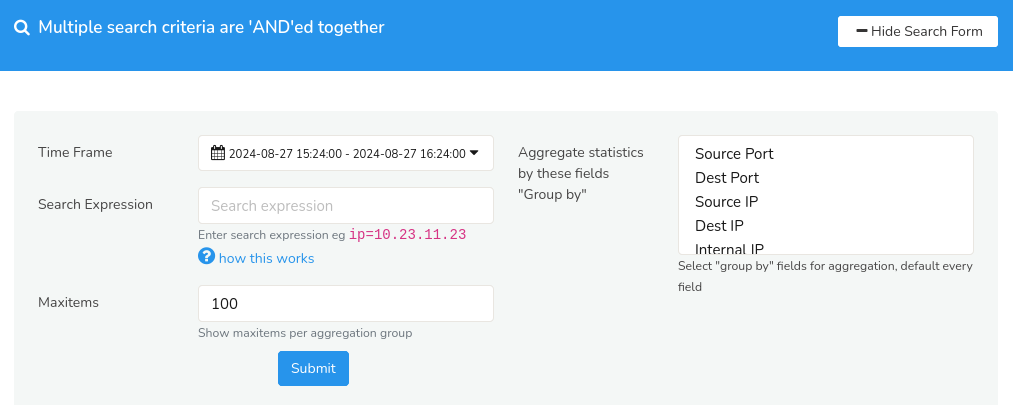 Multiple search criteria are 'AND'ed together
Hide Search Form
Time Frame
2024-08-27 15:24:00 - 2024-08-27 16:24:00
Search Expression
Search expression
Enter search expression eg ip=10.23.11.23
how this works
Maxitems
100
Show maxitems per aggregation group
Submit
Aggregate statistics
by these fields
"Group by"
Source Port
Dest Port
Source IP
Dest IP
Internal IP
Select "group by" fields for aggregation, default every
field